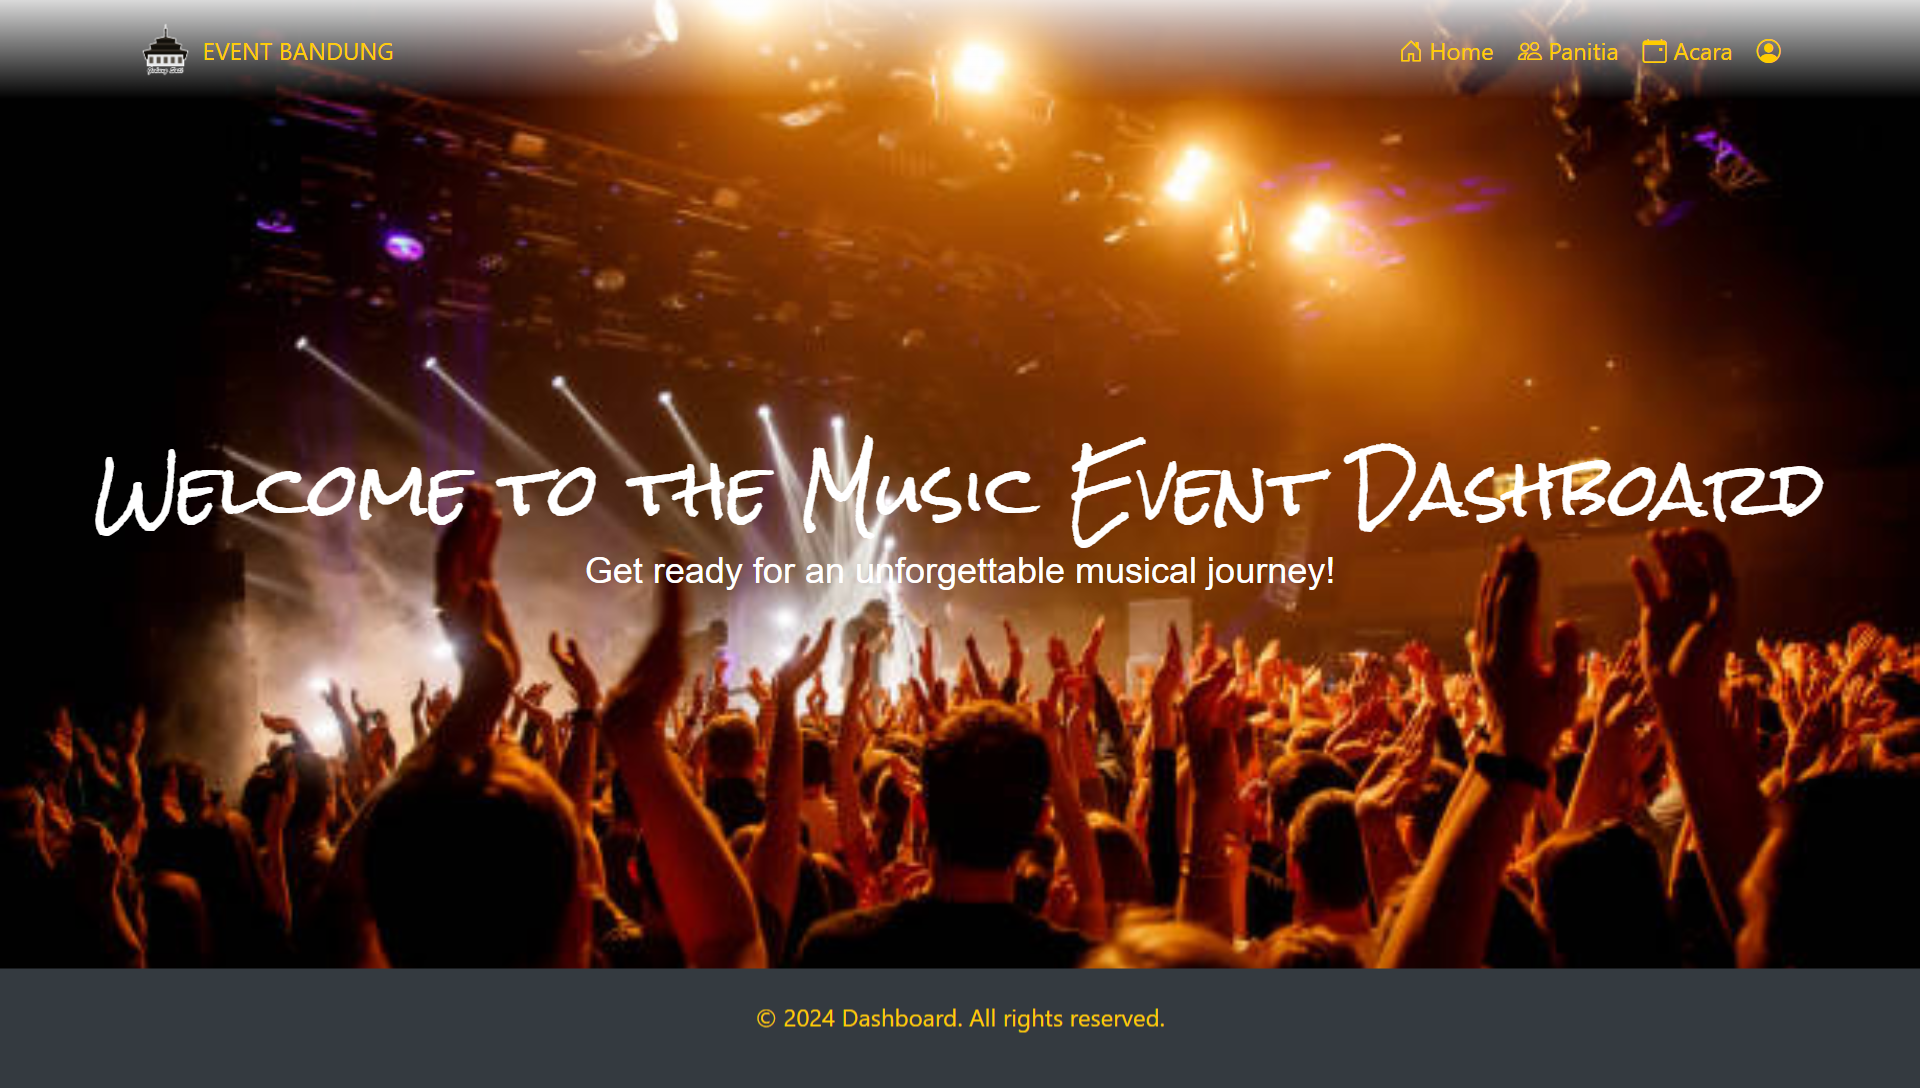 EVENT BANDUNG
Home Panitia Acara
Welcome to the Music Event Dashboard
Get ready for an unforgettable musical journey!
© 2024 Dashboard. All rights reserved.